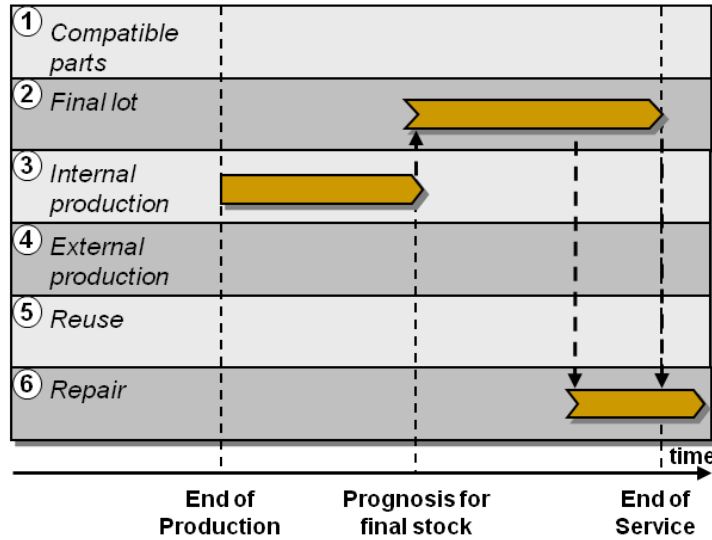 1 Compatible
parts
2 Final lot
3 Internal
production
4 External
production
5 Reuse
6 Repair
time
End of
Production
Prognosis for
final stock
End of
Service